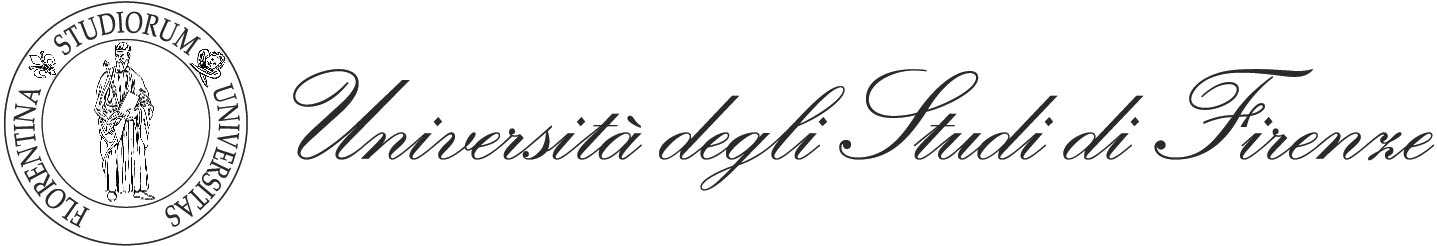 FLORENTINA STUDIORUM UNIVERSITAS
Università degli Studi di Firenze